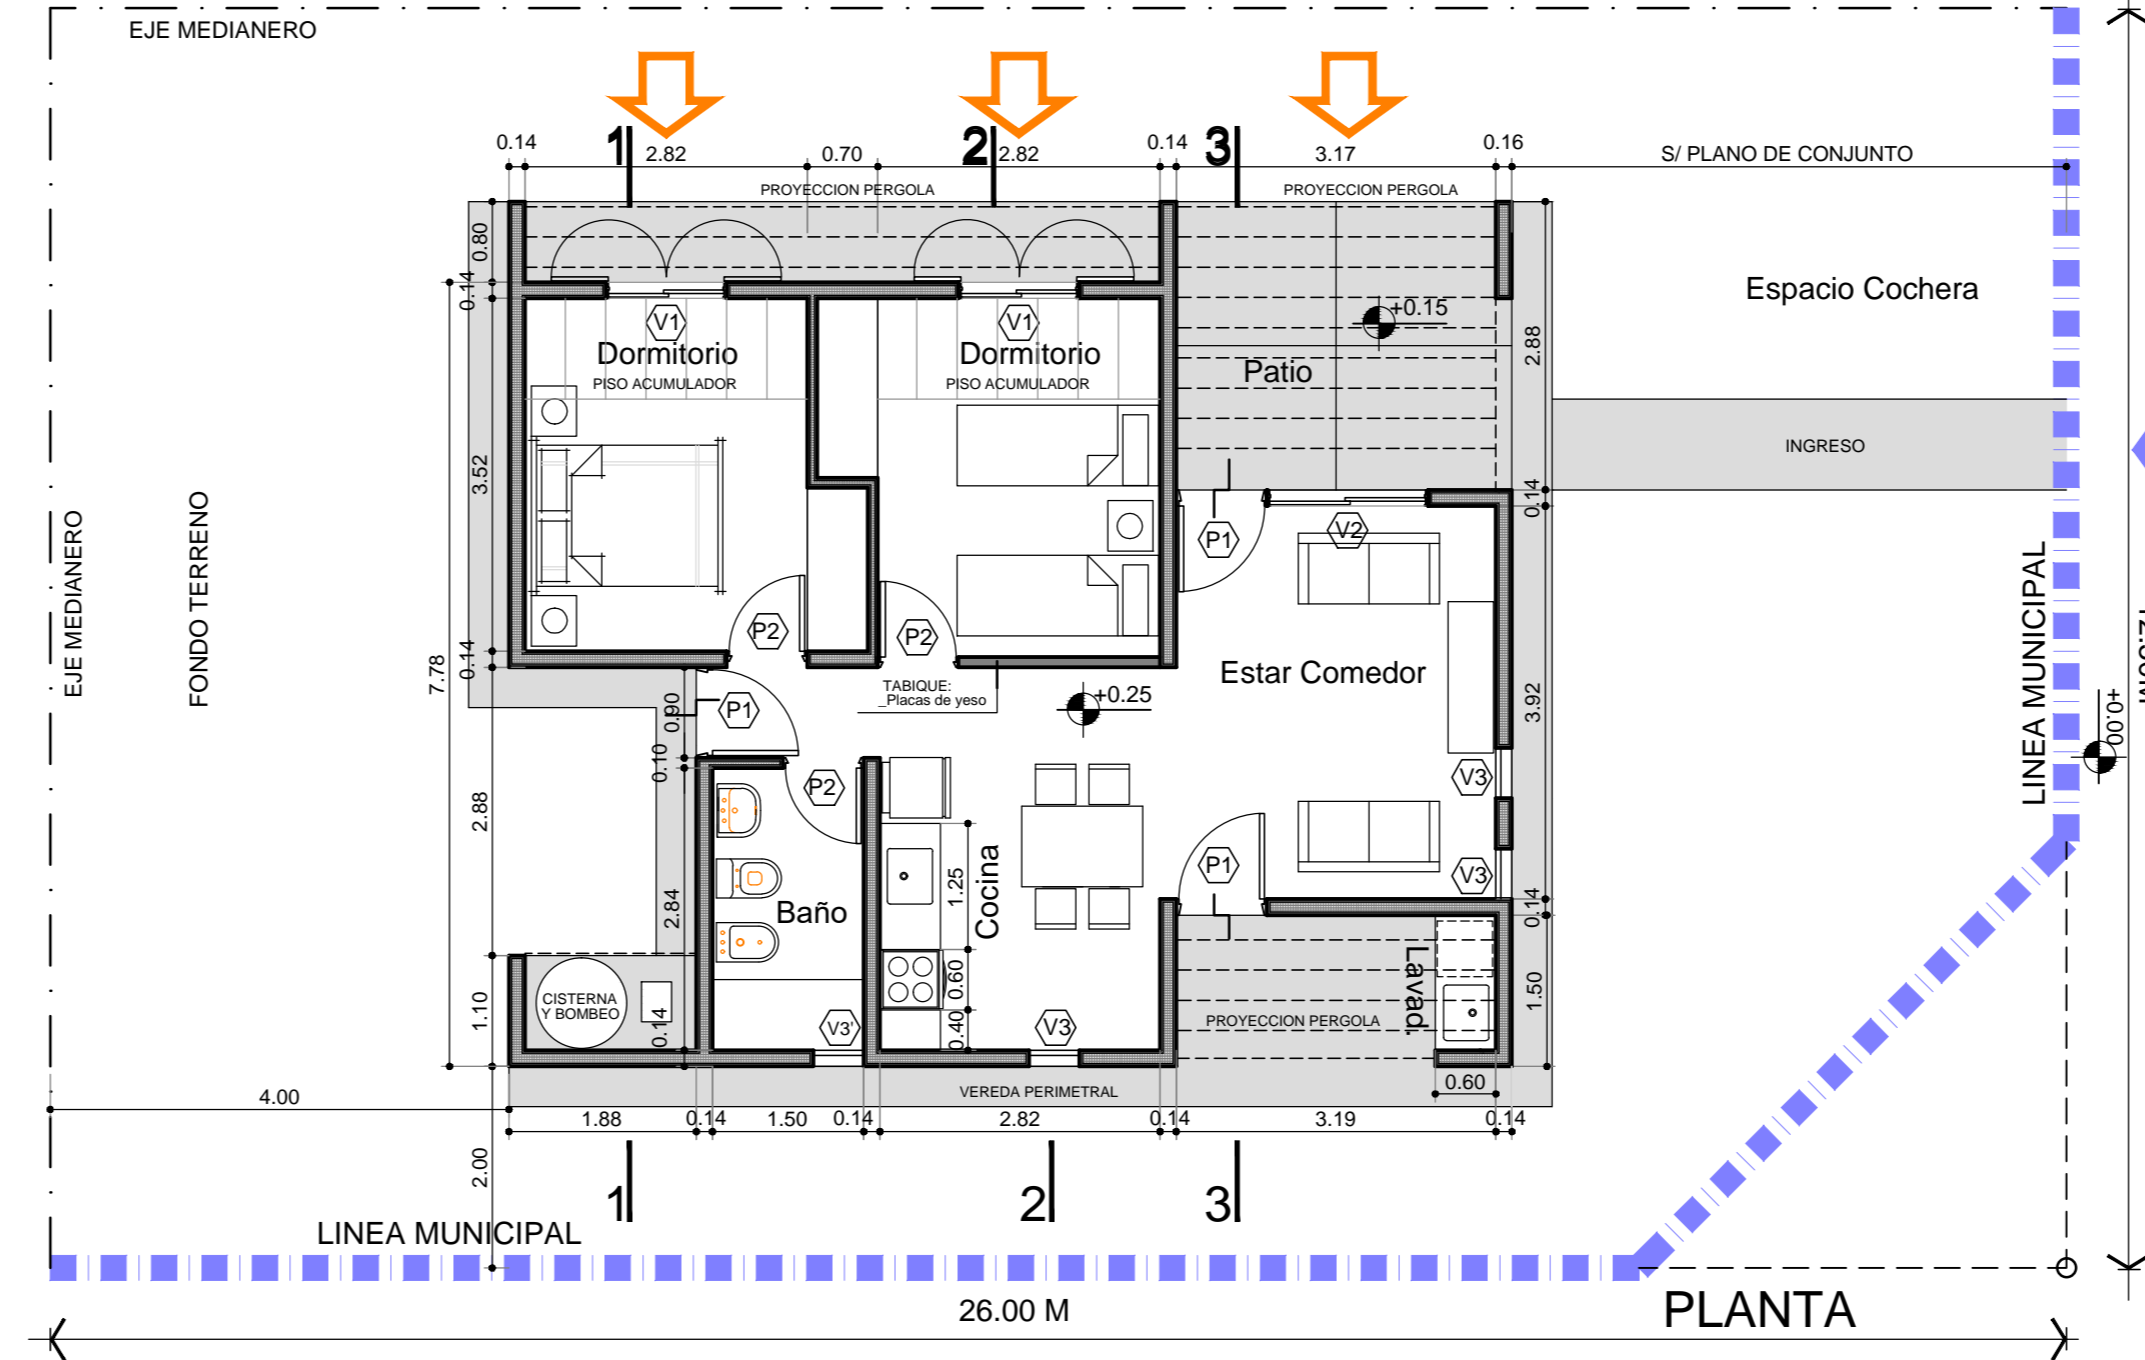 EJE MEDIANERO
1
2
3
0.14
2.82
0.70
2.82
0.14
3.17
0.16
S/ PLANO DE CONJUNTO
PROYECCION PERGOLA
PROYECCION PERGOLA
0.80
0.14
3.52
0.14
7.78
2.88
1.10
2.00
V1
Dormitorio
PISO ACUMULADOR
V1
Dormitorio
PISO ACUMULADOR
+0.15
Patio
2.88
Espacio Cochera
INGRESO
EJE MEDIANERO
FONDO TERRENO
0.14
P1
V2
P2
P2
TABIQUE:
_Placas de yeso
+0.25
Estar Comedor
3.92
LINEA MUNICIPAL
+0.00
0.90
0.10
P1
P2
V3
V3
P1
2.84
Baño
Cocina
1.25
0.60
0.40
0.14
1.50
Lavad.
CISTERNA
Y BOMBEO
0.14
V3'
V3
PROYECCION PERGOLA
0.60
VEREDA PERIMETRAL
4.00
1.88
0.14
1.50
0.14
2.82
0.14
3.19
0.14
1
2
3
LINEA MUNICIPAL
26.00 M
PLANTA